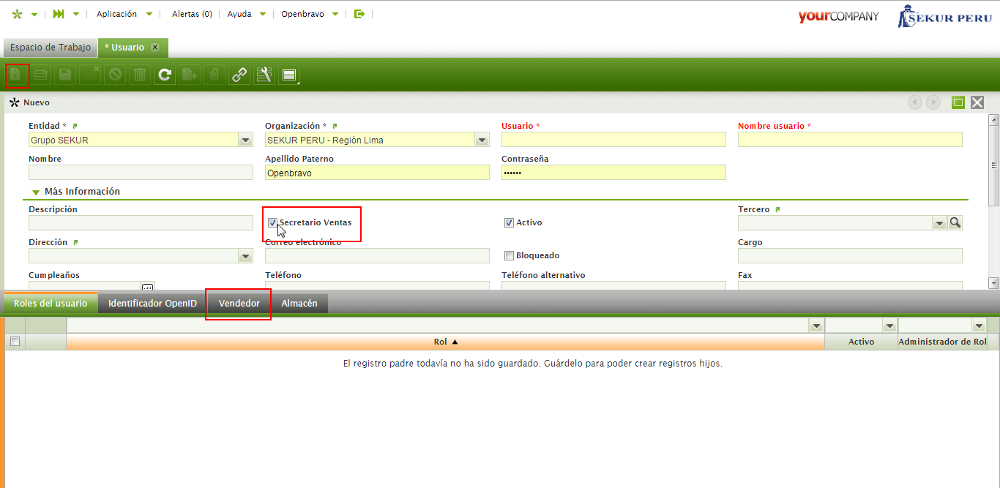 Aplicación Alertas (0) Ayuda Openbravo yourCOMPANY SEKUR PERU
Espacio de Trabajo * Usuario
Nuevo
Entidad * Organización * Usuario * Nombre usuario *
Grupo SEKUR SEKUR PERU - Región Lima
Nombre Apellido Paterno Contraseña
Openbravo ••••••
Más Información
Descripción Secretario Ventas Activo Tercero
Dirección Correo electrónico Bloqueado Cargo
Cumpleaños Teléfono Teléfono alternativo Fax
Roles del usuario Identificador OpenID Vendedor Almacén
Rol Activo Administrador de Rol
El registro padre todavía no ha sido guardado. Guárdelo para poder crear registros hijos.